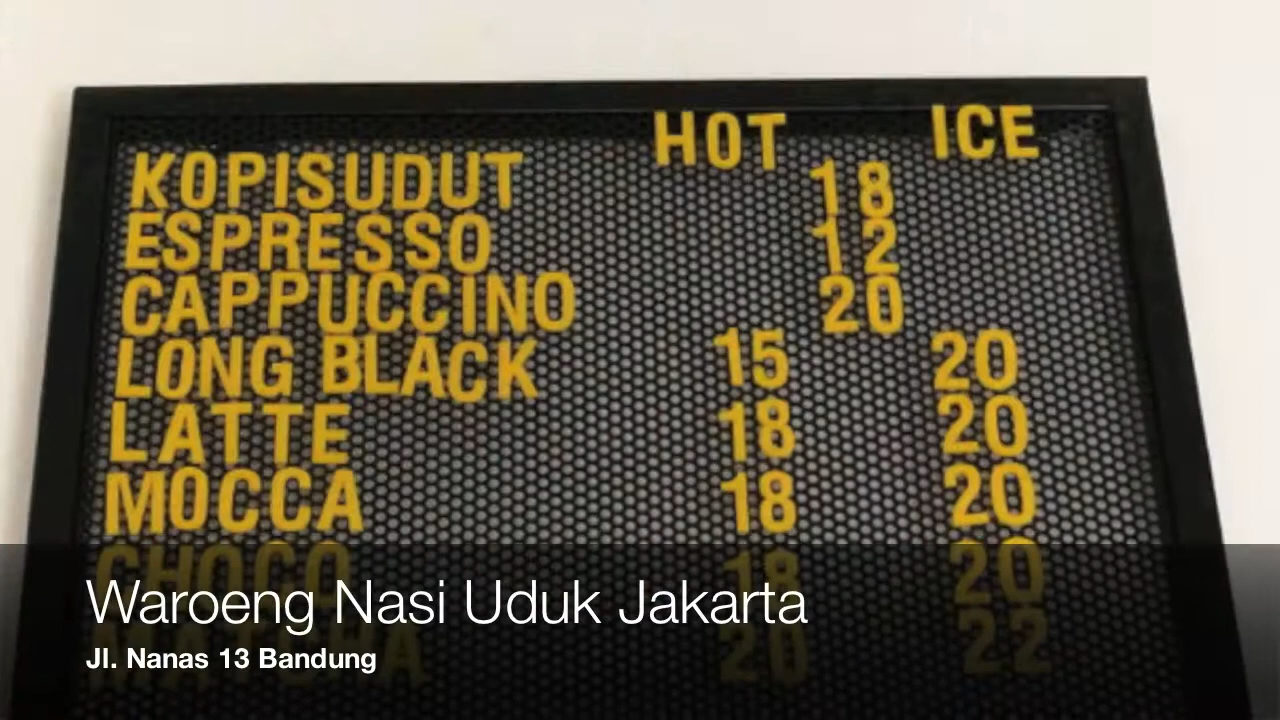 HOT ICE
KOPISUDUT 18
ESPRESSO 12
CAPPUCCINO 20
LONG BLACK 15 20
LATTE 18 20
MOCCA 18 20
CHOCO 18 20
MATCHA 20 22
Waroeng Nasi Uduk Jakarta
Jl. Nanas 13 Bandung